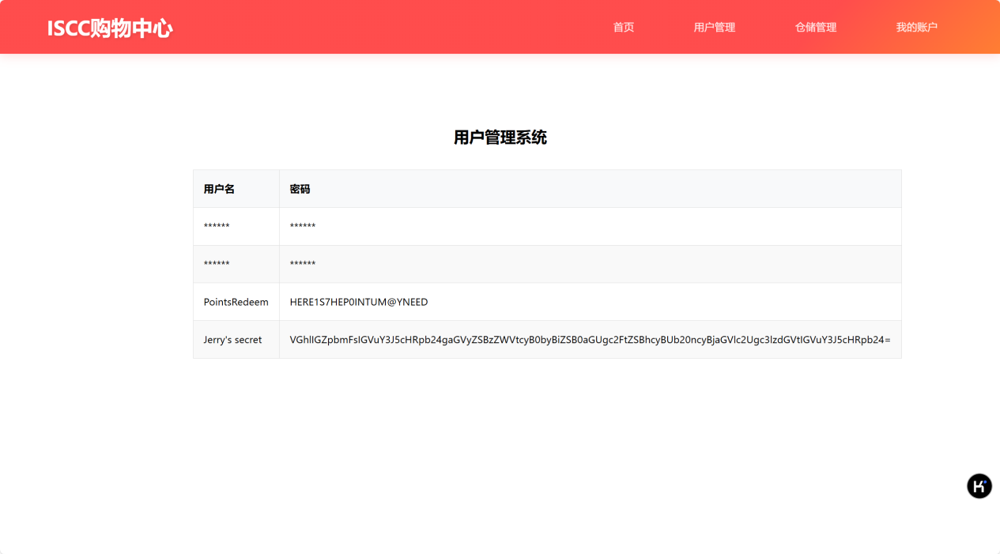 ISCC购物中心
首页 用户管理 仓储管理 我的账户
用户管理系统
用户名 密码
****** ******
****** ******
PointsRedeem HERE1S7HEP0INTUM@YNEED
Jerry's secret VGhlIGZpbmFsIGVuY3J5cHRpb24gaGVyZSBzZWVtcyB0byBiZSB0aGUgc2FtZSBhcyBUb20ncyBjaGVlc2Ugc3lzdGVtIGVuY3J5cHRpb24=
K